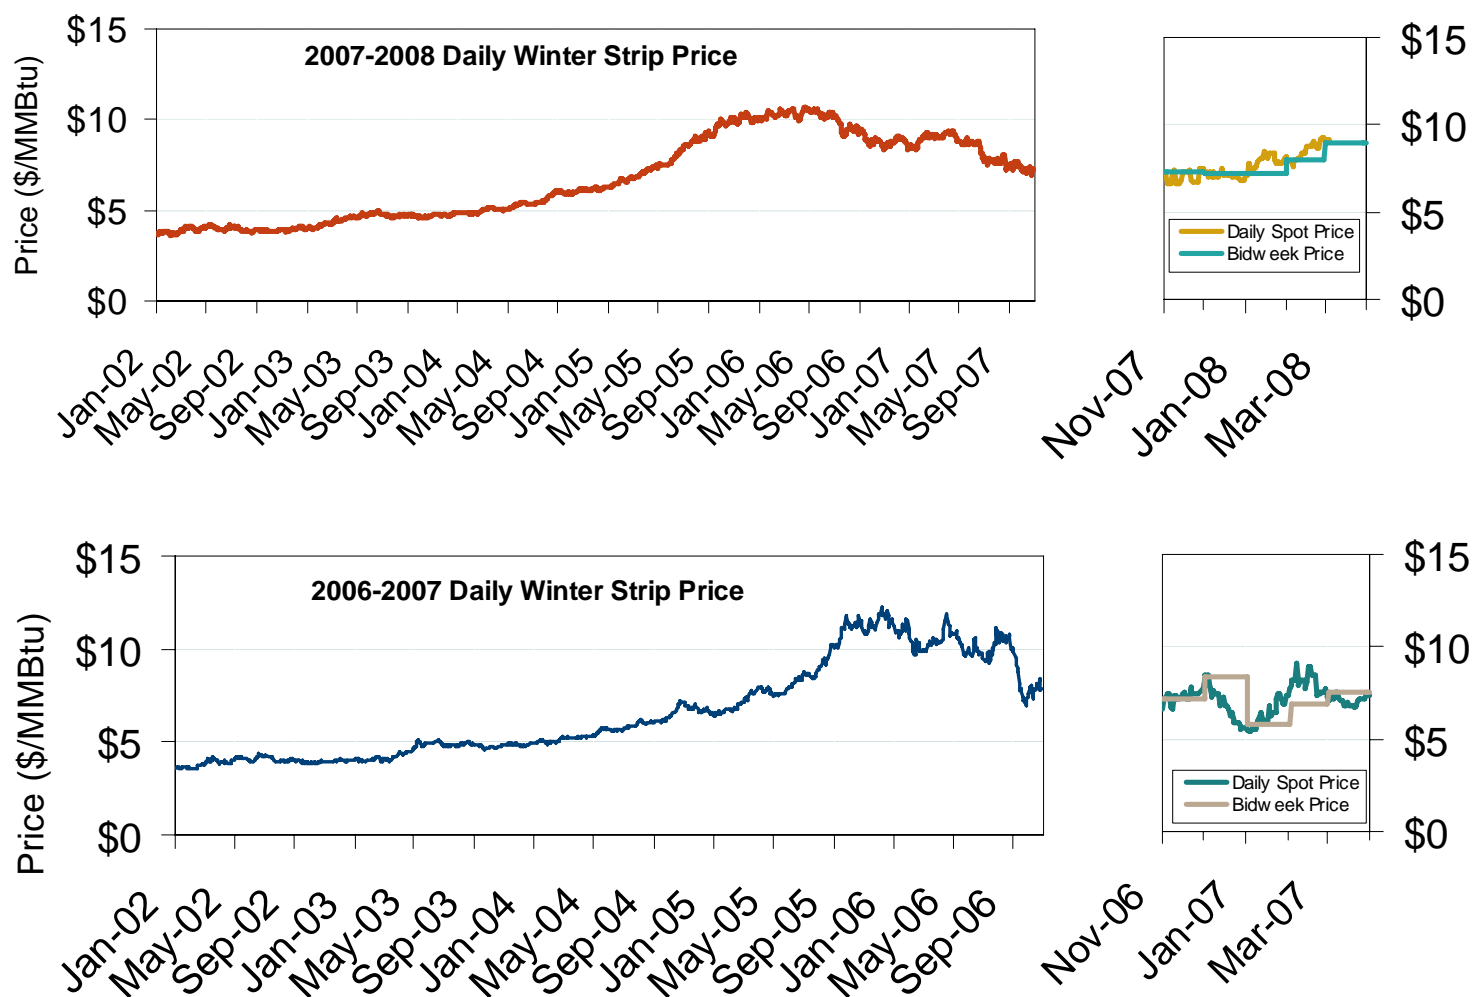 2007-2008 Daily Winter Strip Price
Price ($/MMBtu)
$15
$10
$5
$0
Jan-02
May-02
Sep-02
Jan-03
May-03
Sep-03
Jan-04
May-04
Sep-04
Jan-05
May-05
Sep-05
Jan-06
May-06
Sep-06
Jan-07
May-07
Sep-07
$15
$10
$5
$0
Daily Spot Price
Bidweek Price
Nov-07
Jan-08
Mar-08
2006-2007 Daily Winter Strip Price
Price ($/MMBtu)
$15
$10
$5
$0
Jan-02
May-02
Sep-02
Jan-03
May-03
Sep-03
Jan-04
May-04
Sep-04
Jan-05
May-05
Sep-05
Jan-06
May-06
Sep-06
$15
$10
$5
$0
Daily Spot Price
Bidweek Price
Nov-06
Jan-07
Mar-07